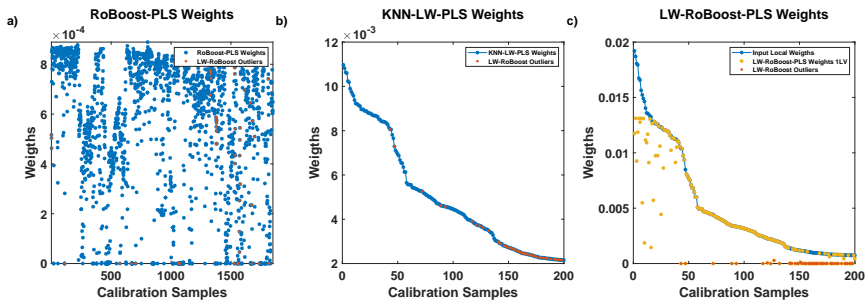 a)
RoBoost-PLS Weights
× 10⁻⁴
RoBoost-PLS Weights
LW-RoBoost Outliers
8
6
4
2
0
Weigths
500
1000
1500
Calibration Samples
b)
KNN-LW-PLS Weights
× 10⁻³
KNN-LW-PLS Weights
LW-RoBoost Outliers
12
10
8
6
4
2
Weigths
0
50
100
150
200
Calibration Samples
c)
LW-RoBoost-PLS Weights
Input Local Weigths
LW-RoBoost-PLS Weights 1LV
LW-RoBoost Outliers
0.02
0.015
0.01
0.005
0
Weigths
0
50
100
150
200
Calibration Samples